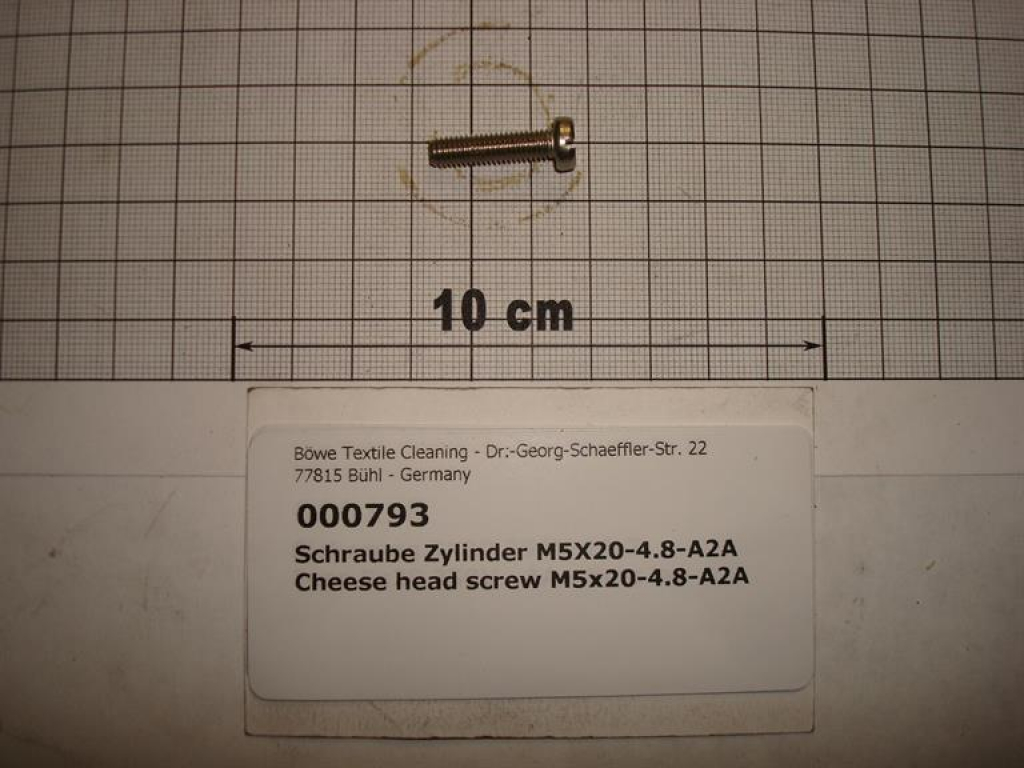 10 cm
Böwe Textile Cleaning - Dr.-Georg-Schaeffler-Str. 22
77815 Bühl - Germany
000793
Schraube Zylinder M5X20-4.8-A2A
Cheese head screw M5x20-4.8-A2A